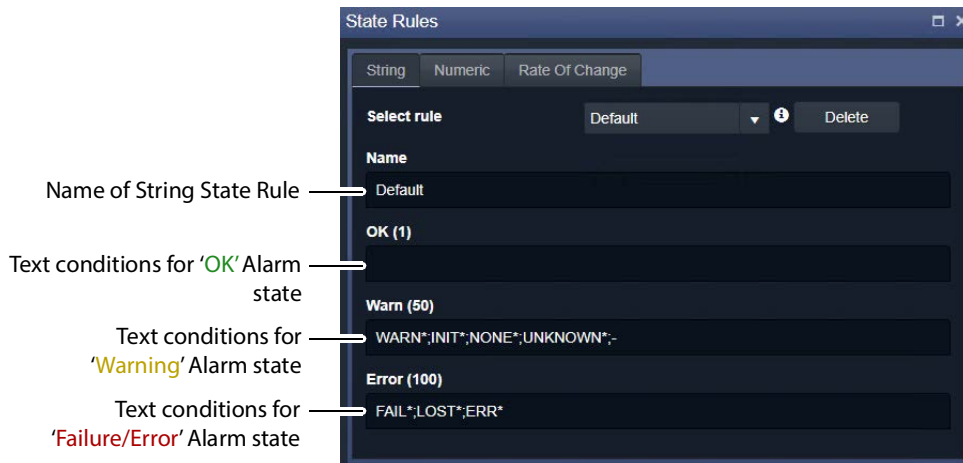 State Rules
String Numeric Rate Of Change
Select rule Default Delete
Name
Name of String State Rule Default
OK (1)
Text conditions for ‘OK’ Alarm
state
Warn (50)
Text conditions for WARN*;INIT*;NONE*;UNKNOWN*;-
‘Warning’ Alarm state
Error (100)
Text conditions for FAIL*;LOST*;ERR*
‘Failure/Error’ Alarm state